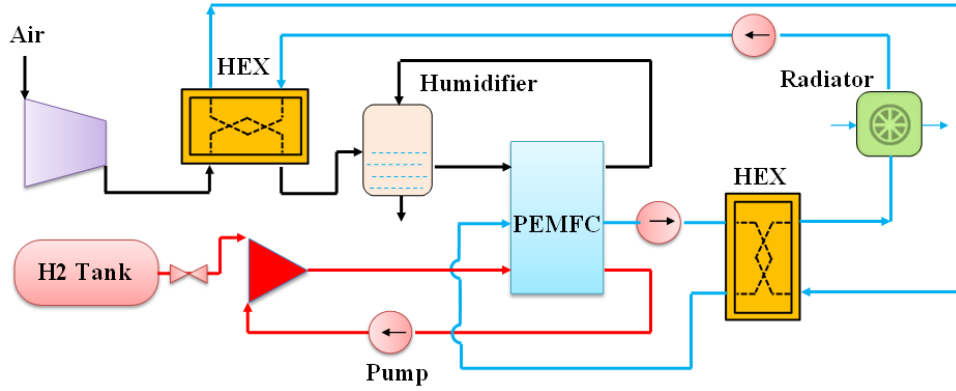 Air
HEX
Humidifier
Radiator
HEX
PEMFC
H2 Tank
Pump